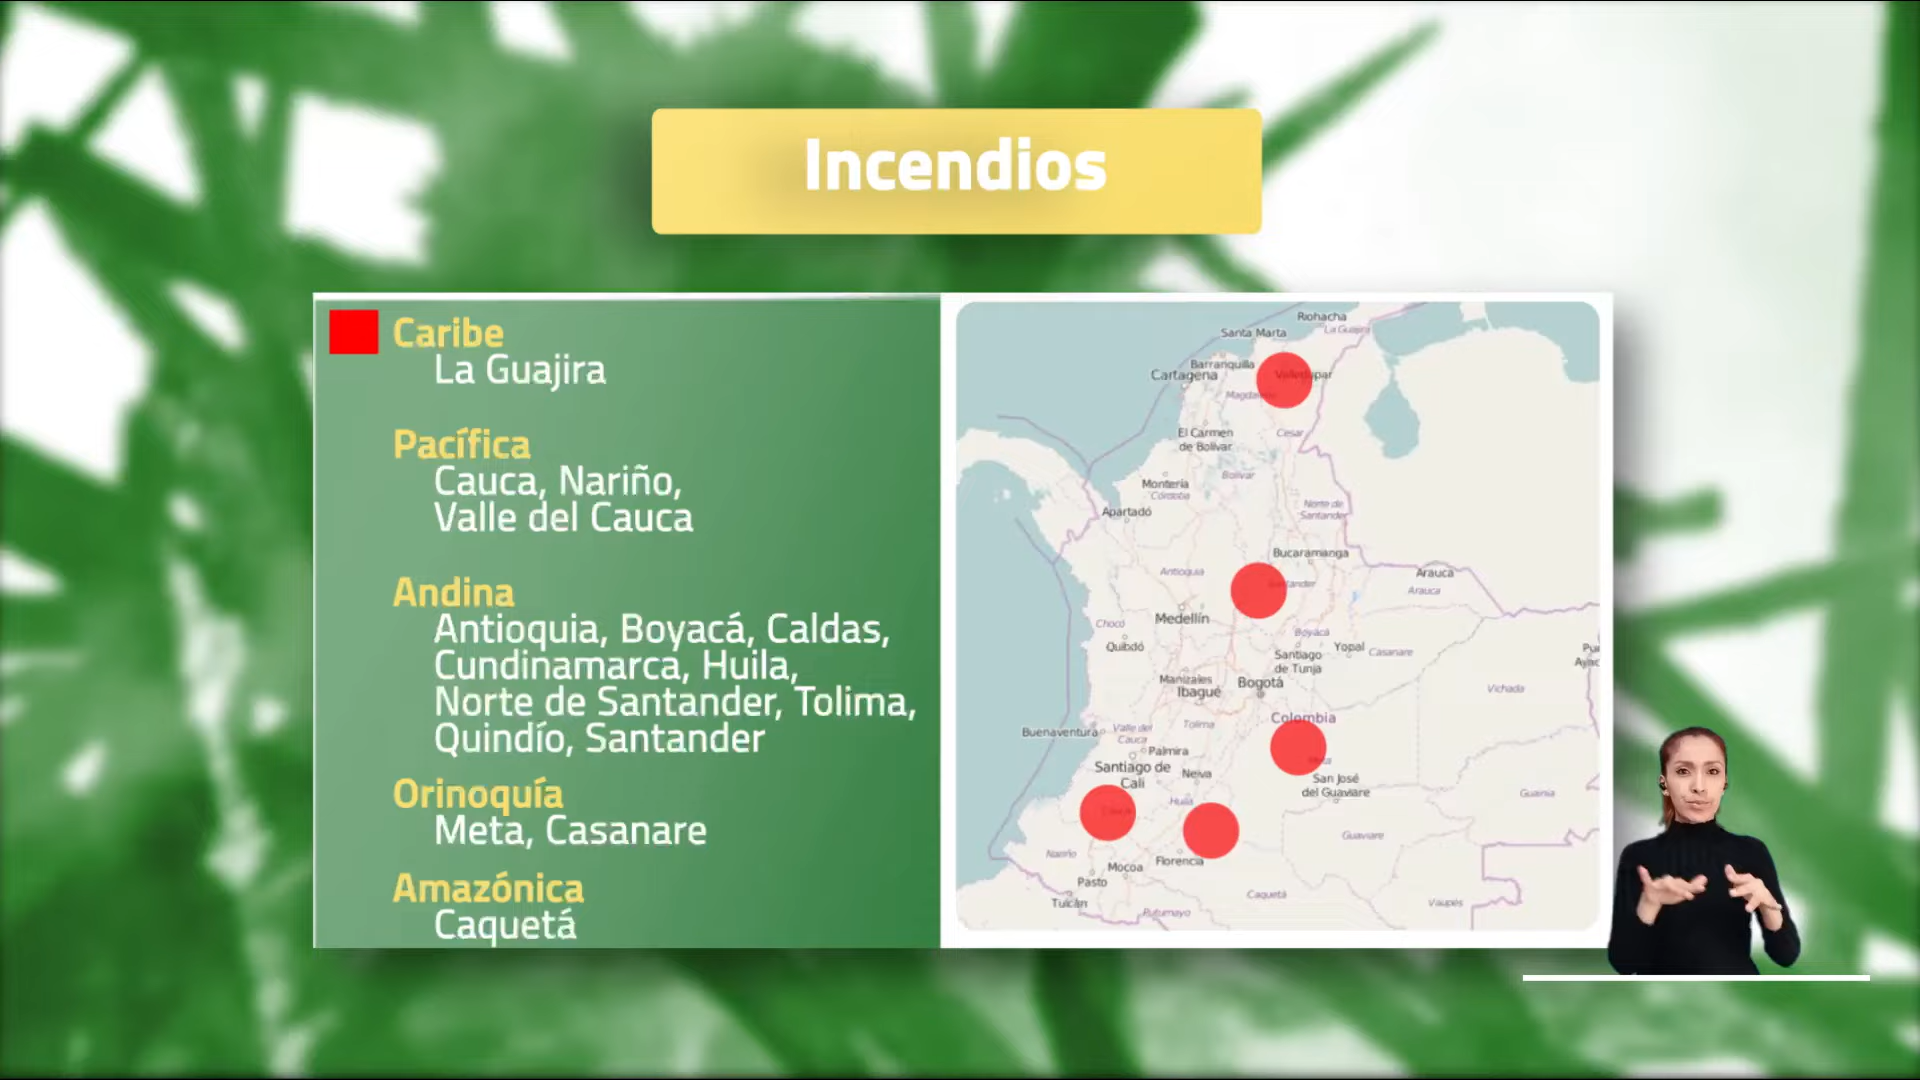 Incendios
Caribe
La Guajira
Pacífica
Cauca, Nariño,
Valle del Cauca
Andina
Antioquia, Boyacá, Caldas,
Cundinamarca, Huila,
Norte de Santander, Tolima,
Quindío, Santander
Orinoquía
Meta, Casanare
Amazónica
Caquetá
Riohacha
La Guajira
Santa Marta
Barranquilla
Cartagena
Valledupar
El Carmen
de Bolívar
Cesar
Bolívar
Montería
Córdoba
Norte de
Santander
Apartadó
Bucaramanga
Antioquia
Arauca
Arauca
Medellín
Chocó
Quibdó
Boyacá
Yopal
Casanare
Santiago
de Tunja
Manizales
Ibagué
Bogotá
Vichada
Colombia
Tolima
Buenaventura
Valle del
Cauca
Palmira
Santiago de
Cali
Neiva
San José
del Guaviare
Guainía
Huila
Guaviare
Nariño
Florencia
Mocoa
Pasto
Caquetá
Tulcán
Putumayo
Vaupés